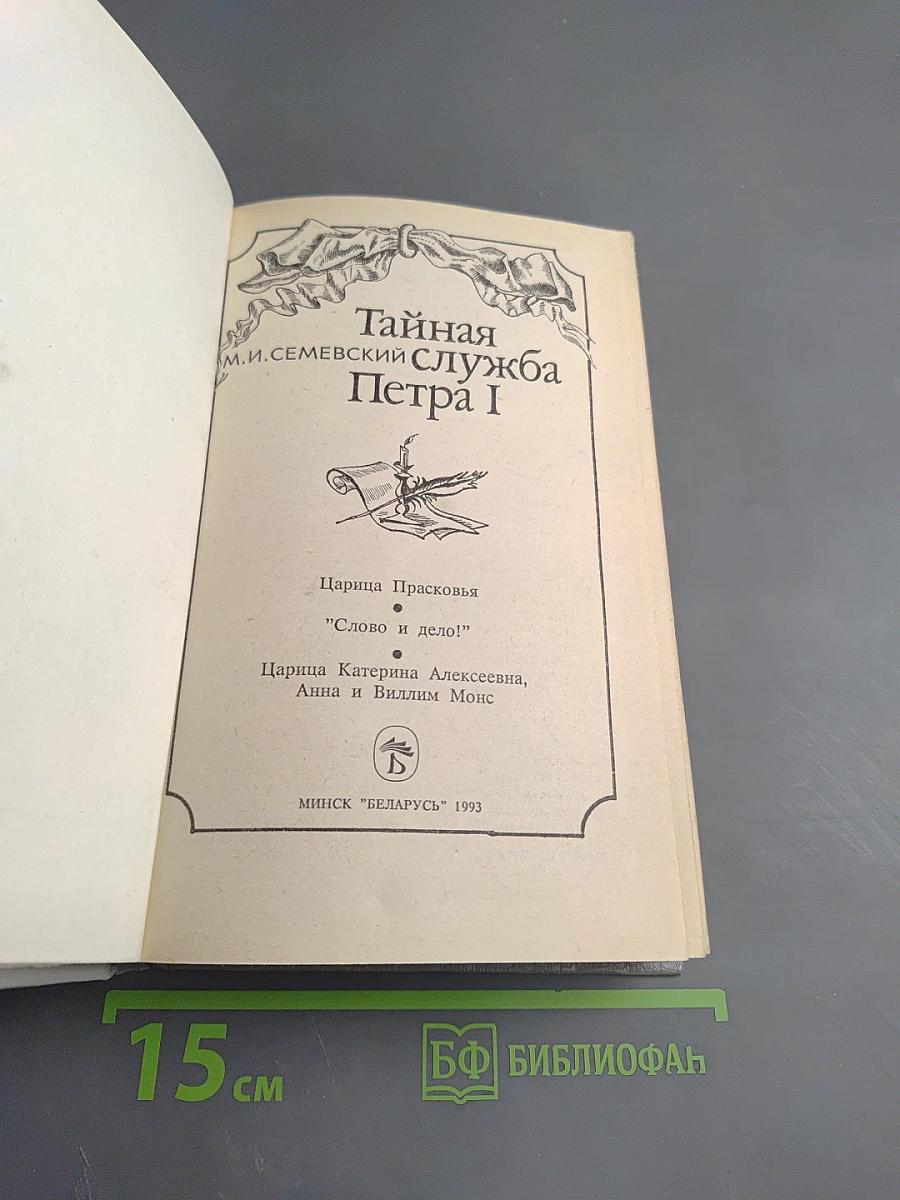 Тайная
М.И.СЕМЕВСКИЙ служба
Петра I
Царица Прасковья
"Слово и дело!"
Царица Катерина Алексеевна,
Анна и Виллим Монс
Б
МИНСК "БЕЛАРУСЬ" 1993
15 см
БФ БИБЛИОФАН